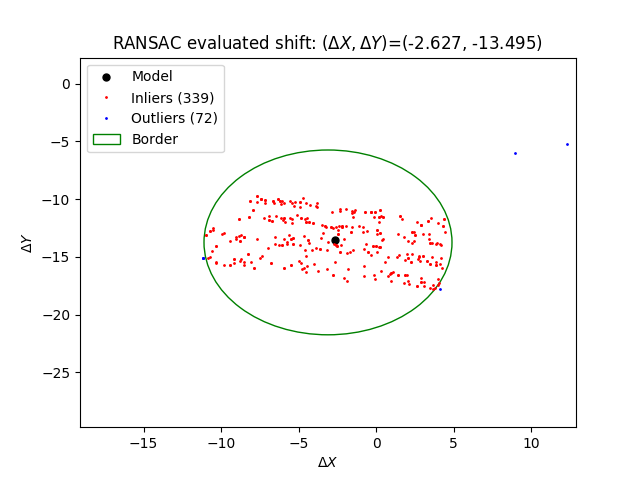 RANSAC evaluated shift: (ΔX, ΔY)=(-2.627, -13.495)
Model
Inliers (339)
Outliers (72)
Border
0
−5
−10
−15
−20
−25
ΔY
−15 −10 −5 0 5 10
ΔX